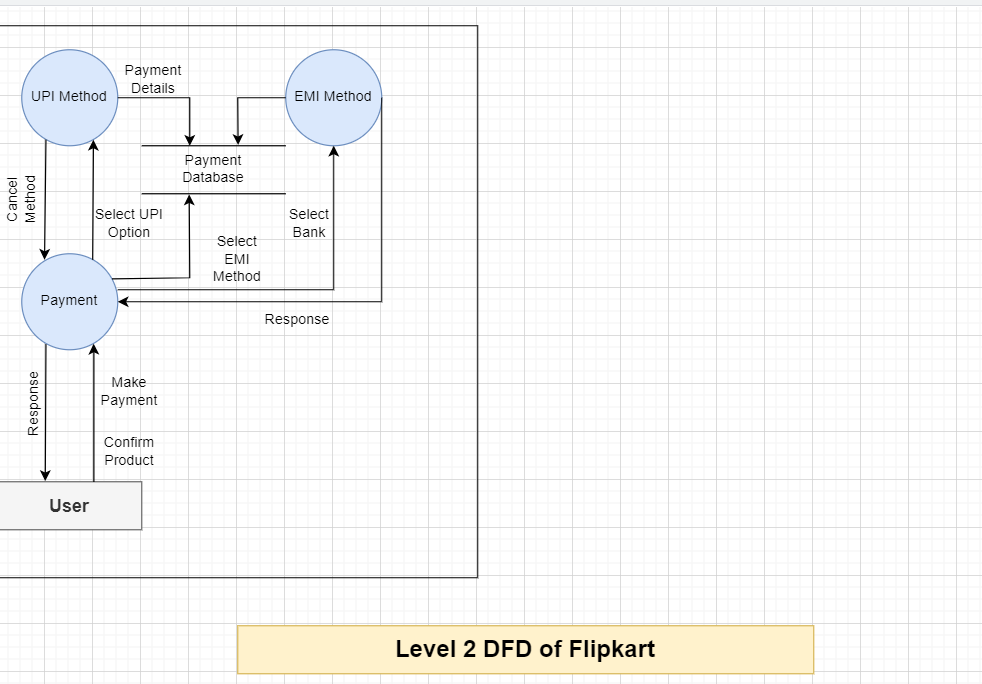 Payment
Details
UPI Method
EMI Method
Payment
Database
Cancel
Method
Select UPI
Option
Select
Bank
Select
EMI
Method
Payment
Response
Response
Make
Payment
Confirm
Product
User
Level 2 DFD of Flipkart